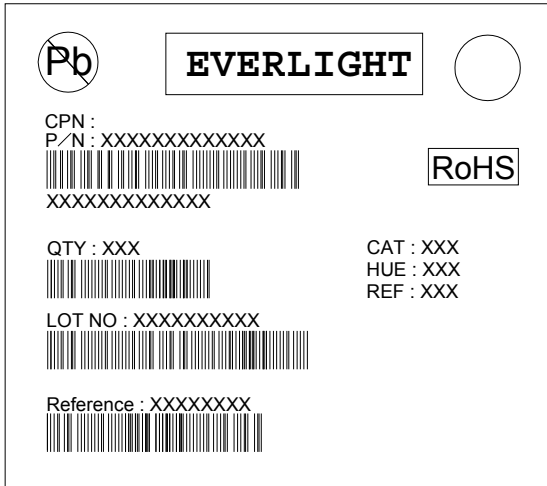 Pb
EVERLIGHT
CPN :
P/N : XXXXXXXXXXXXX
XXXXXXXXXXXXX
RoHS
QTY : XXX
CAT : XXX
HUE : XXX
REF : XXX
LOT NO : XXXXXXXXXX
Reference : XXXXXXXX